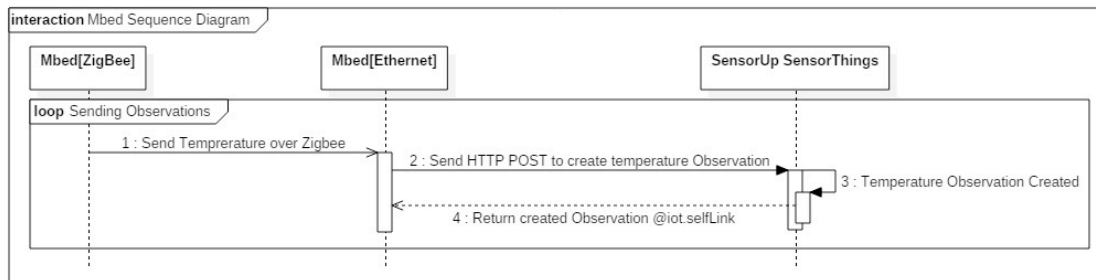 interaction Mbed Sequence Diagram
Mbed[ZigBee]
Mbed[Ethernet]
SensorUp SensorThings
loop Sending Observations
1 : Send Temprerature over Zigbee
2 : Send HTTP POST to create temperature Observation
3 : Temperature Observation Created
4 : Return created Observation @iot.selfLink